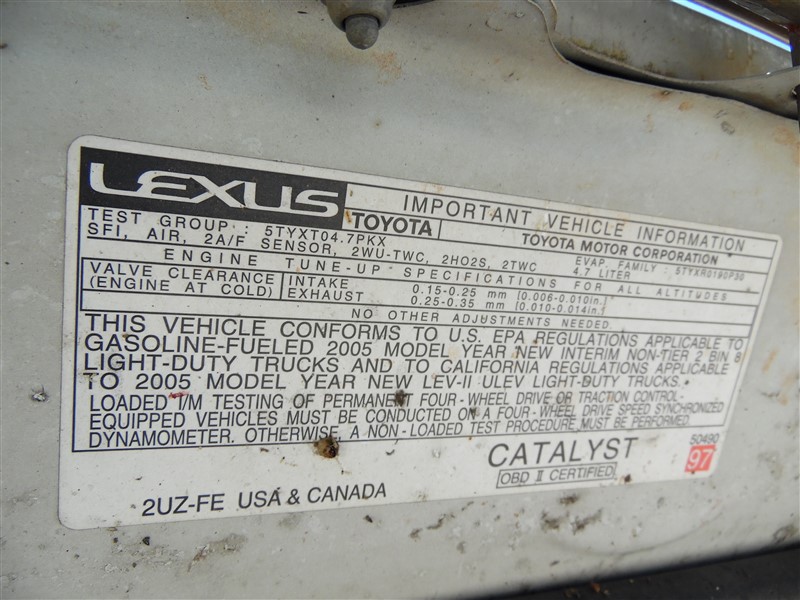 LEXUS
IMPORTANT VEHICLE INFORMATION
TOYOTA
TOYOTA MOTOR CORPORATION
TEST GROUP : 5TYXT04.7PKX
EVAP. FAMILY : 5TYXR0190P30
SFI, AIR, 2A/F SENSOR, 2WU-TWC, 2HO2S, 2TWC
4.7 LITER
ENGINE TUNE-UP SPECIFICATIONS FOR ALL ALTITUDES
VALVE CLEARANCE
(ENGINE AT COLD)
INTAKE 0.15-0.25 mm [0.006-0.010in.]
EXHAUST 0.25-0.35 mm [0.010-0.014in.]
NO OTHER ADJUSTMENTS NEEDED.
THIS VEHICLE CONFORMS TO U.S. EPA REGULATIONS APPLICABLE TO
GASOLINE-FUELED 2005 MODEL YEAR NEW INTERIM NON-TIER 2 BIN 8
LIGHT-DUTY TRUCKS AND TO CALIFORNIA REGULATIONS APPLICABLE
TO 2005 MODEL YEAR NEW LEV-II ULEV LIGHT-DUTY TRUCKS.
LOADED I/M TESTING OF PERMANENT FOUR-WHEEL DRIVE OR TRACTION CONTROL-
EQUIPPED VEHICLES MUST BE CONDUCTED ON A FOUR-WHEEL DRIVE SPEED SYNCHRONIZED
DYNAMOMETER. OTHERWISE, A NON-LOADED TEST PROCEDURE MUST BE PERFORMED.
CATALYST
50490
97
OBD II CERTIFIED
2UZ-FE USA & CANADA